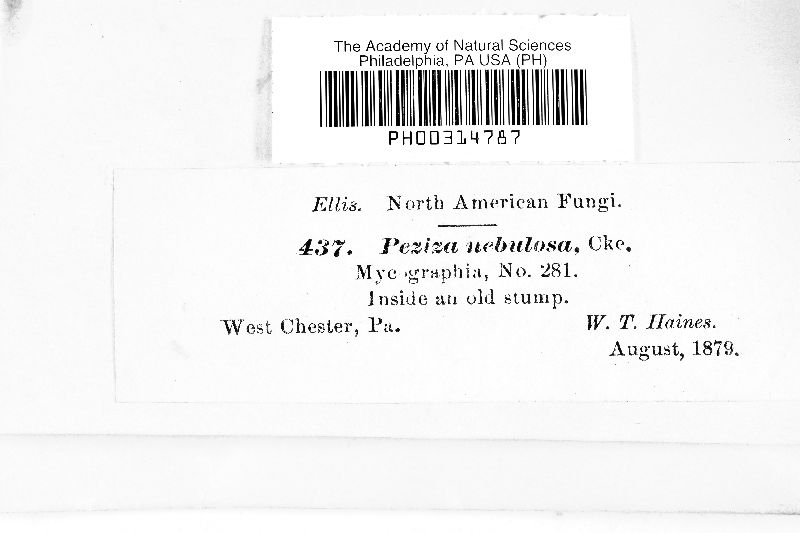 The Academy of Natural Sciences
Philadelphia, PA USA (PH)
PH00314787
Ellis. North American Fungi.
437. Peziza nebulosa, Cke.
Mycographia, No. 281.
Inside an old stump.
West Chester, Pa. W. T. Haines.
August, 1879.